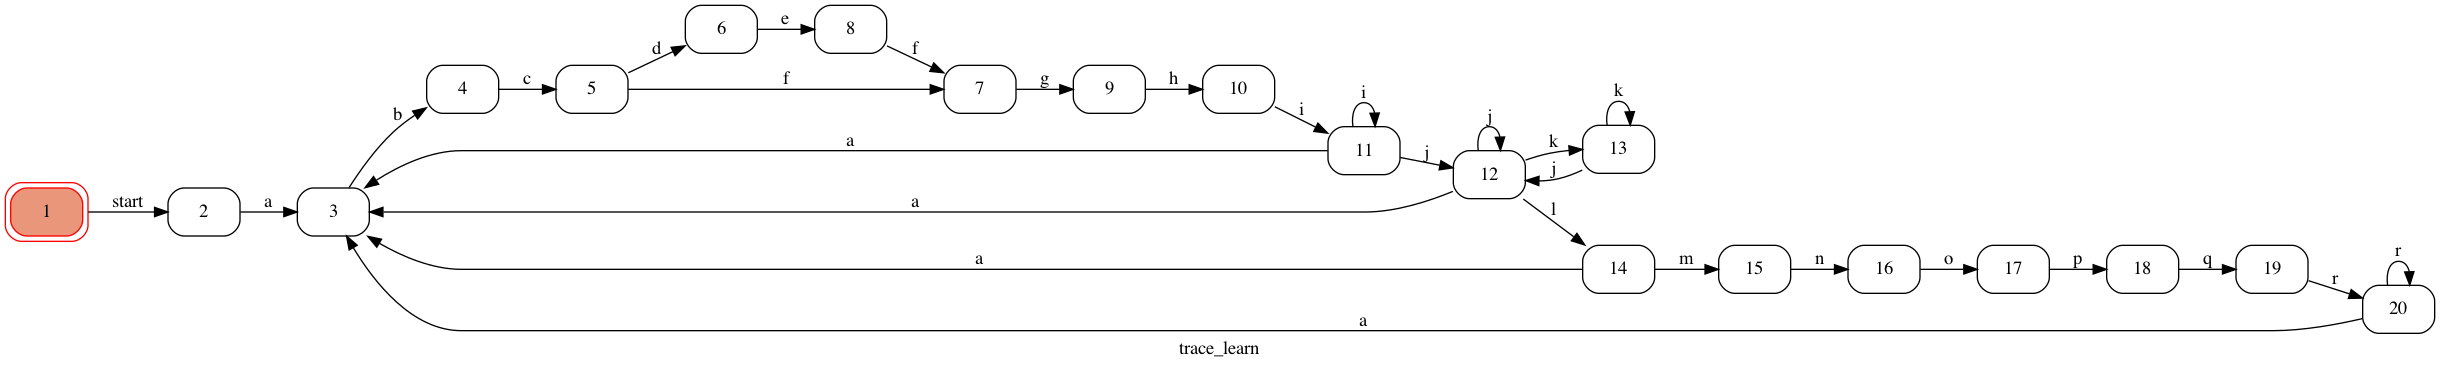 6 e 8
d f
4 c 5 f 7 g 9 h 10
b i i k
a 11 j j 12 k 13
j
1 start 2 a 3 a l
a 14 m 15 n 16 o 17 p 18 q 19 r
r 20
a
trace_learn